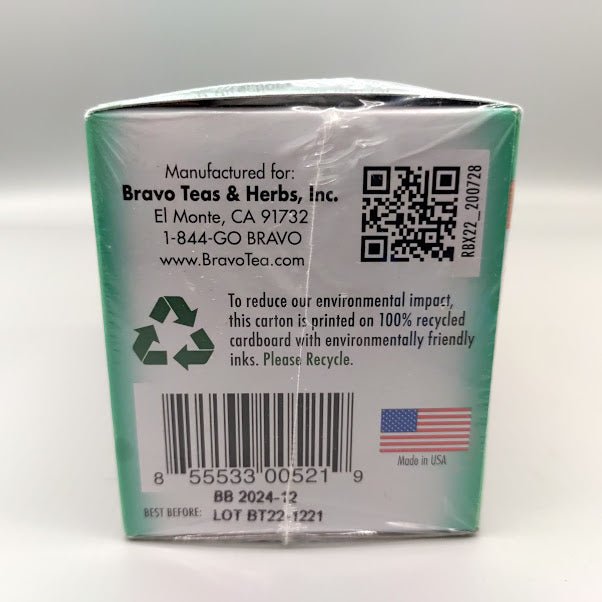 Manufactured for:
Bravo Teas & Herbs, Inc.
El Monte, CA 91732
1-844-GO BRAVO
www.BravoTea.com
RBX22_200728
To reduce our environmental impact,
this carton is printed on 100% recycled
cardboard with environmentally friendly
inks. Please Recycle.
8 55533 00521 9
Made in USA
BB 2024-12
BEST BEFORE: LOT BT22-1221